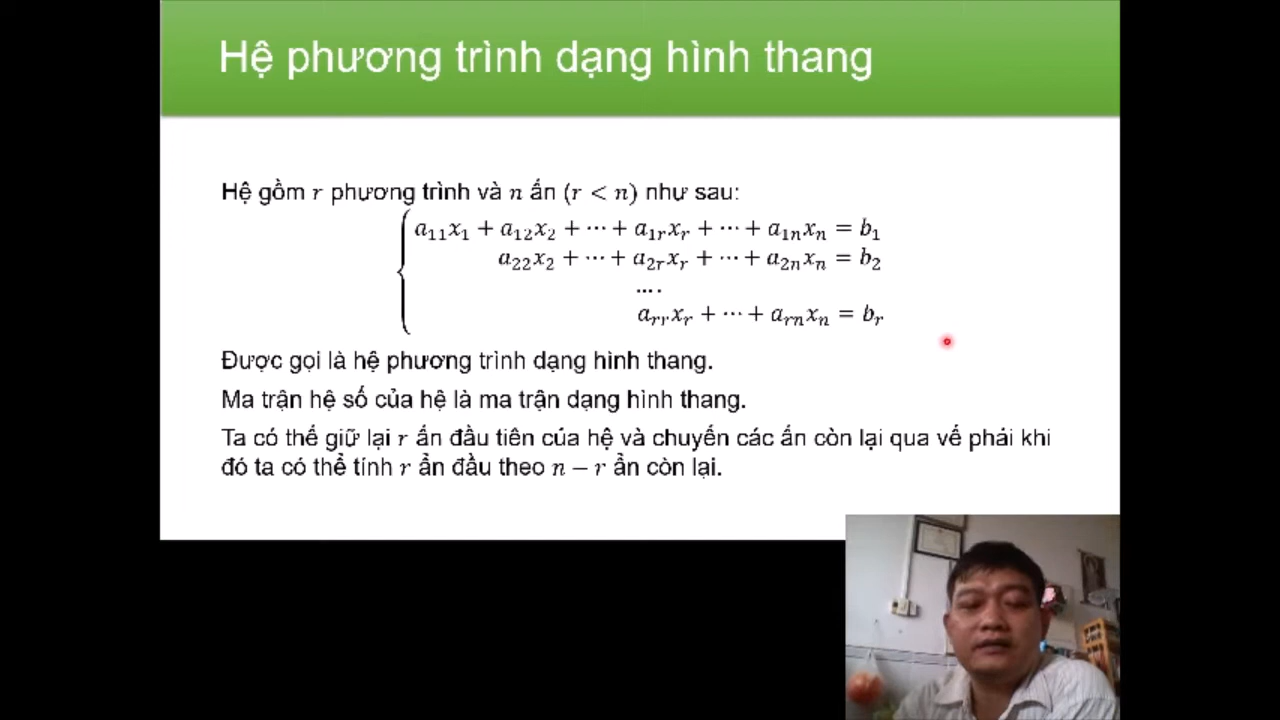 Hệ phương trình dạng hình thang
Hệ gồm r phương trình và n ẩn (r < n) như sau:
a₁₁x₁ + a₁₂x₂ + ⋯ + a₁ᵣxᵣ + ⋯ + a₁ₙxₙ = b₁
a₂₂x₂ + ⋯ + a₂ᵣxᵣ + ⋯ + a₂ₙxₙ = b₂
....
aᵣᵣxᵣ + ⋯ + aᵣₙxₙ = bᵣ
Được gọi là hệ phương trình dạng hình thang.
Ma trận hệ số của hệ là ma trận dạng hình thang.
Ta có thể giữ lại r ẩn đầu tiên của hệ và chuyển các ẩn còn lại qua vế phải khi
đó ta có thể tính r ẩn đầu theo n − r ẩn còn lại.